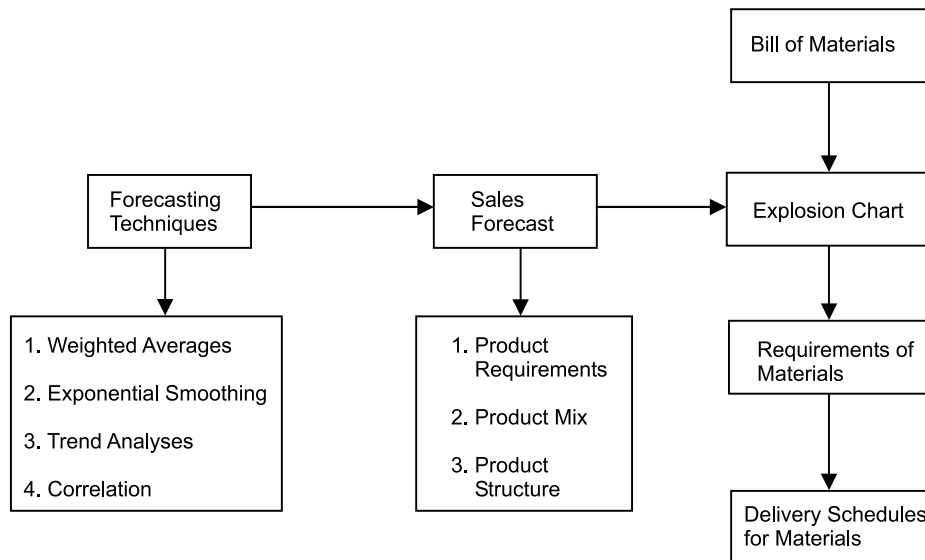 Bill of Materials
Forecasting
Techniques
Sales
Forecast
Explosion Chart
1. Weighted Averages
2. Exponential Smoothing
3. Trend Analyses
4. Correlation
1. Product
Requirements
2. Product Mix
3. Product
Structure
Requirements of
Materials
Delivery Schedules
for Materials